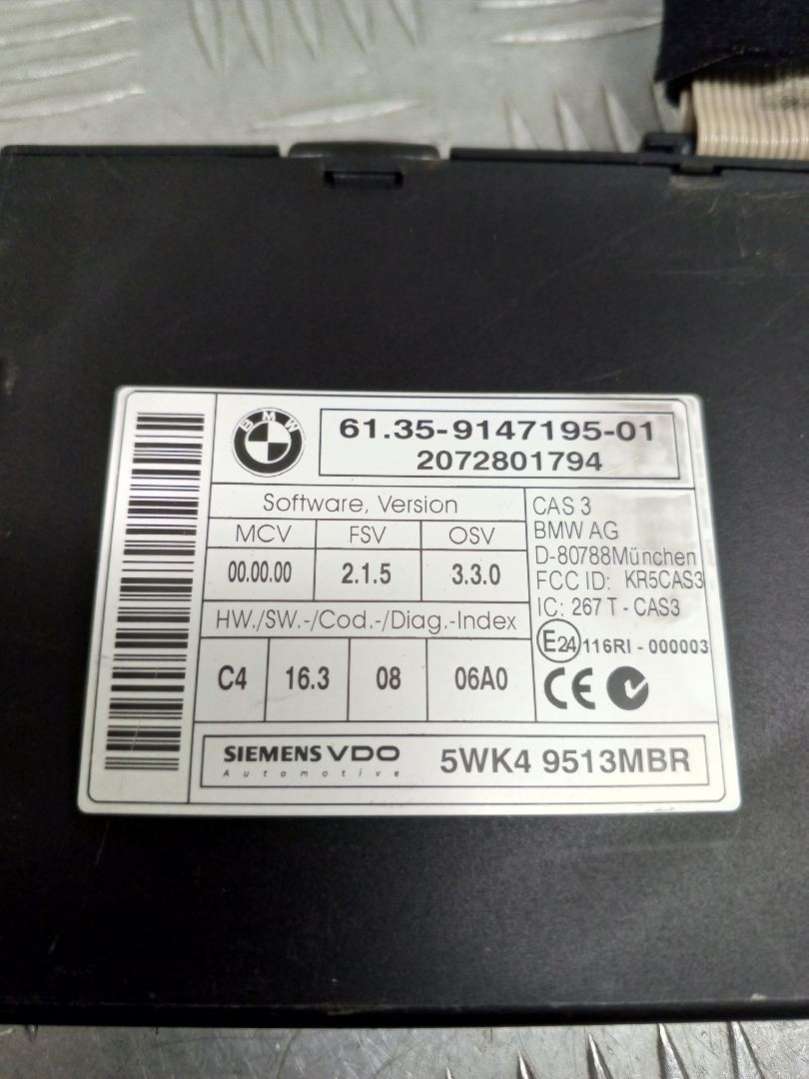 BMW
61.35-9147195-01
2072801794
Software, Version
MCV FSV OSV
00.00.00 2.1.5 3.3.0
HW./SW.-/Cod.-/Diag.-Index
C4 16.3 08 06A0
CAS 3
BMW AG
D-80788München
FCC ID: KR5CAS3
IC: 267 T - CAS3
E24 116RI - 000003
CE
SIEMENS VDO
Automotive
5WK4 9513MBR